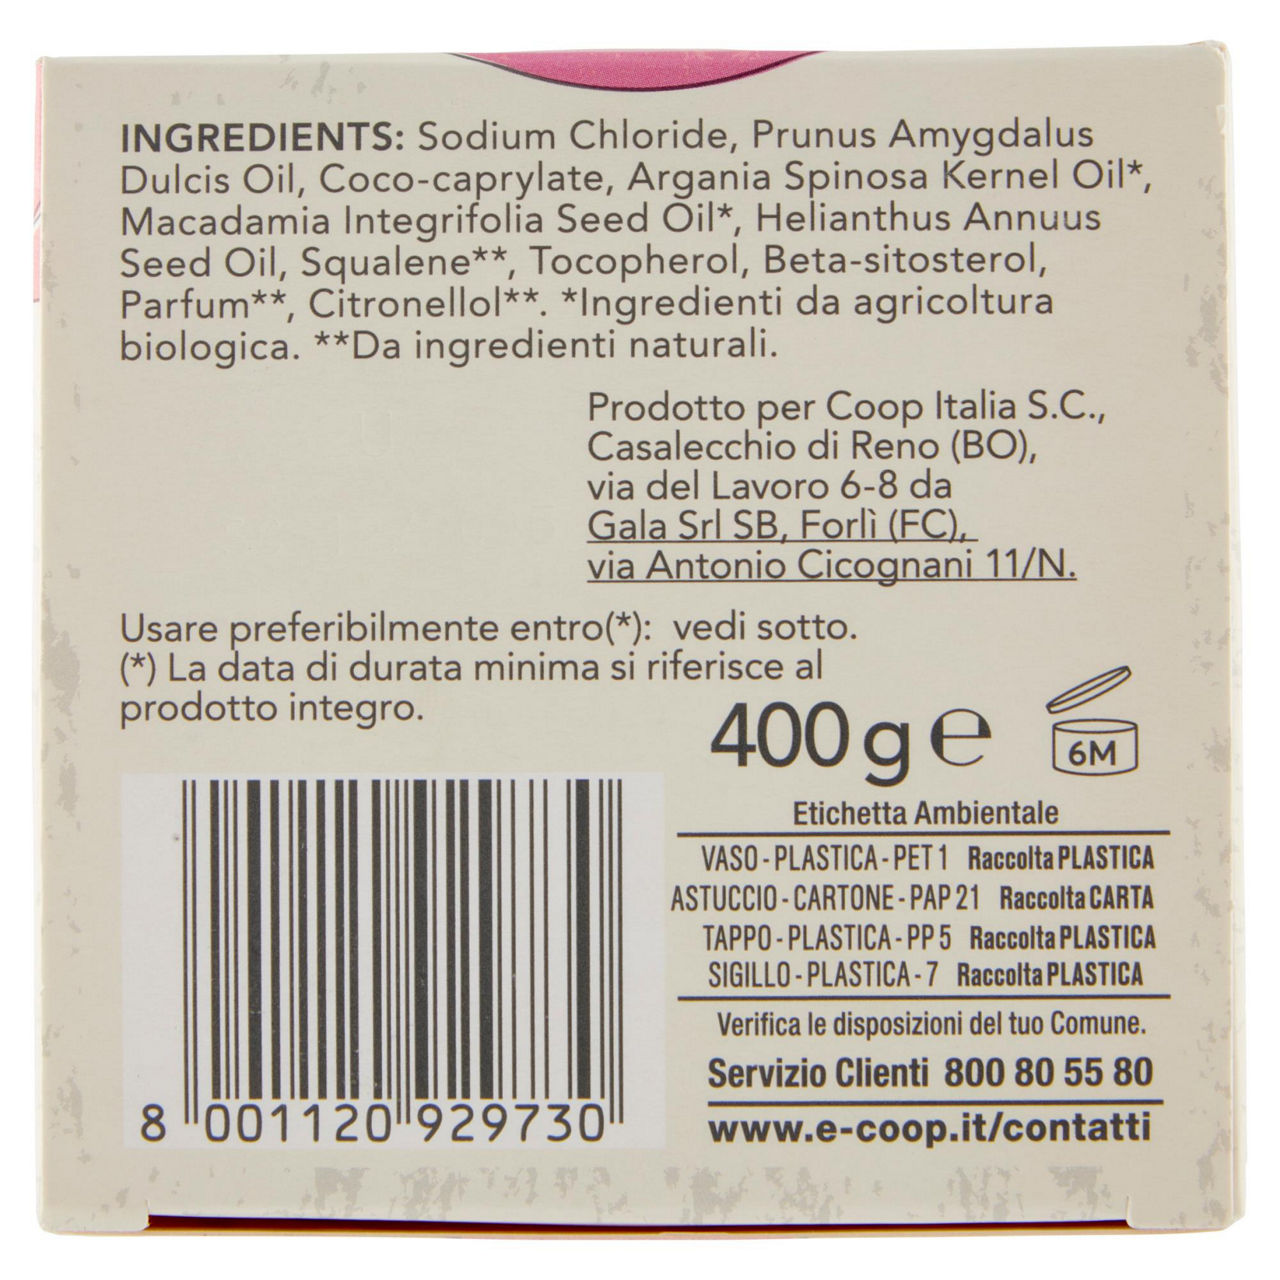 INGREDIENTS: Sodium Chloride, Prunus Amygdalus
Dulcis Oil, Coco-caprylate, Argania Spinosa Kernel Oil*,
Macadamia Integrifolia Seed Oil*, Helianthus Annuus
Seed Oil, Squalene**, Tocopherol, Beta-sitosterol,
Parfum**, Citronellol**. *Ingredienti da agricoltura
biologica. **Da ingredienti naturali.
Prodotto per Coop Italia S.C.,
Casalecchio di Reno (BO),
via del Lavoro 6-8 da
Gala Srl SB, Forlì (FC),
via Antonio Cicognani 11/N.
Usare preferibilmente entro(*): vedi sotto.
(*) La data di durata minima si riferisce al
prodotto integro.
400 g e
6M
Etichetta Ambientale
VASO - PLASTICA - PET 1 Raccolta PLASTICA
ASTUCCIO - CARTONE - PAP 21 Raccolta CARTA
TAPPO - PLASTICA - PP 5 Raccolta PLASTICA
SIGILLO - PLASTICA - 7 Raccolta PLASTICA
Verifica le disposizioni del tuo Comune.
Servizio Clienti 800 80 55 80
www.e-coop.it/contatti
8 001120 929730